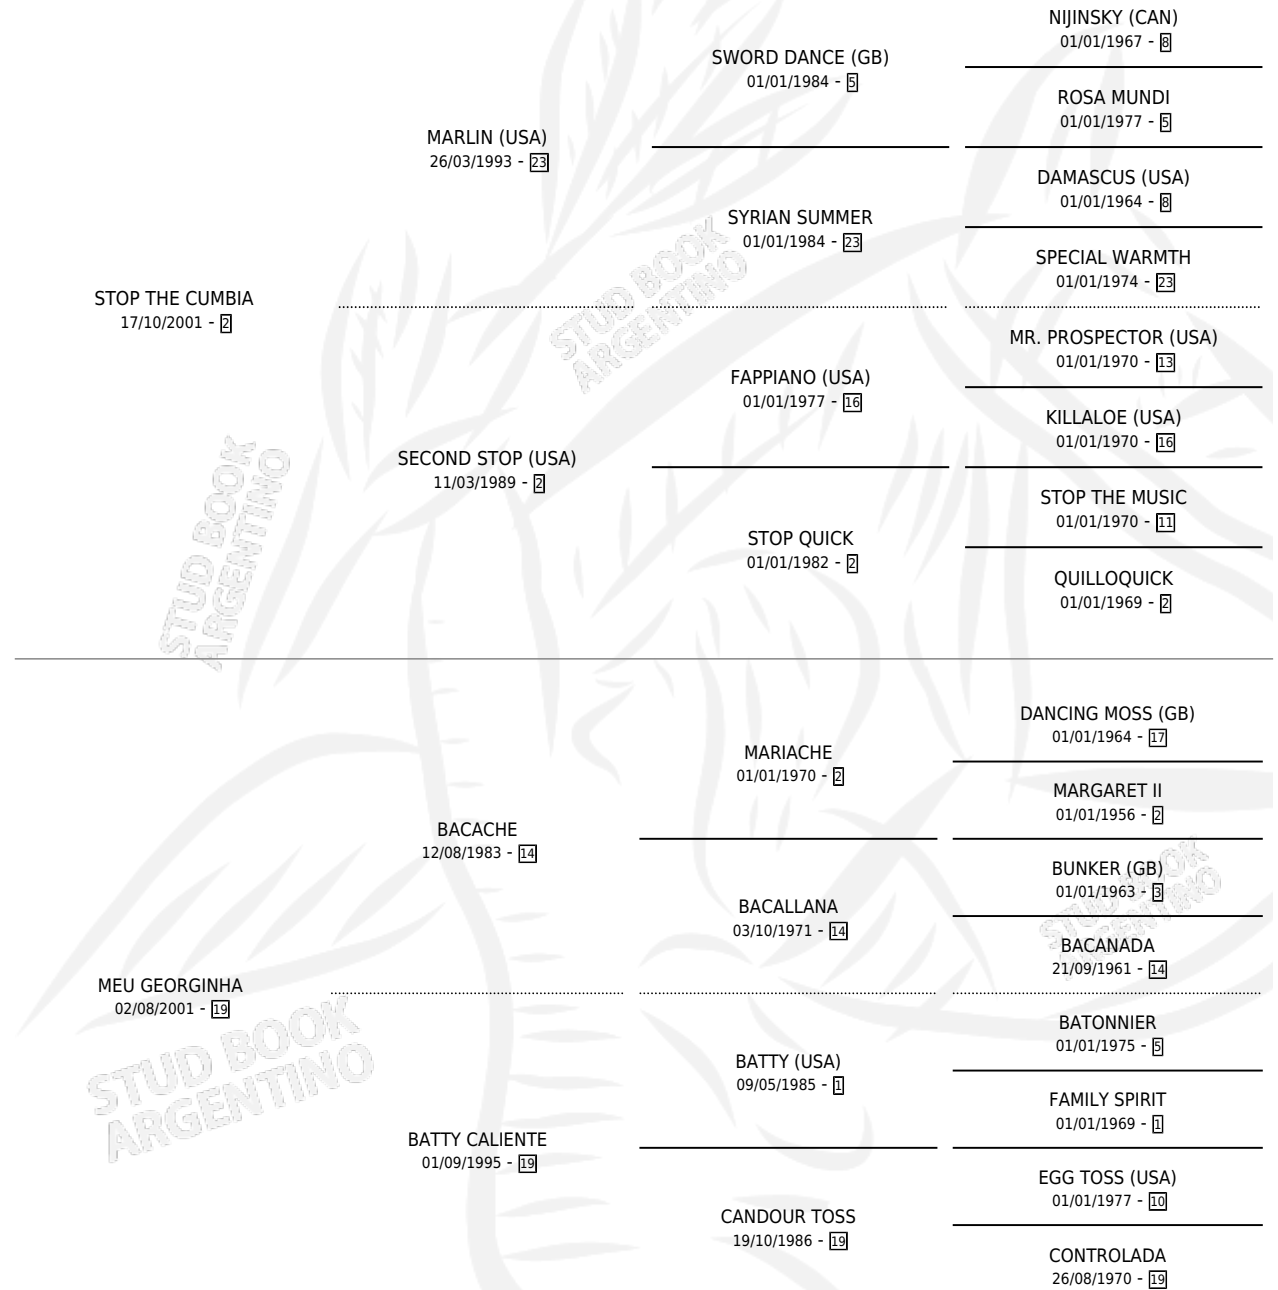 NIJINSKY (CAN)
01/01/1967 - 8
SWORD DANCE (GB)
01/01/1984 - 5
ROSA MUNDI
01/01/1977 - 5
MARLIN (USA)
26/03/1993 - 23
DAMASCUS (USA)
01/01/1964 - 8
SYRIAN SUMMER
01/01/1984 - 23
SPECIAL WARMTH
01/01/1974 - 23
STOP THE CUMBIA
17/10/2001 - 2
STUD BOOK
ARGENTINO
MR. PROSPECTOR (USA)
01/01/1970 - 13
FAPPIANO (USA)
01/01/1977 - 16
KILLALOE (USA)
01/01/1970 - 16
SECOND STOP (USA)
11/03/1989 - 2
STOP THE MUSIC
01/01/1970 - 11
STOP QUICK
01/01/1982 - 2
QUILLOQUICK
01/01/1969 - 2
STUD BOOK
ARGENTINO
DANCING MOSS (GB)
01/01/1964 - 17
MARIACHE
01/01/1970 - 2
MARGARET II
01/01/1956 - 2
BACACHE
12/08/1983 - 14
BUNKER (GB)
01/01/1963 - 3
BACALLANA
03/10/1971 - 14
BACANADA
21/09/1961 - 14
STUD BOOK
ARGENTINO
MEU GEORGINHA
02/08/2001 - 19
BATONNIER
01/01/1975 - 5
BATTY (USA)
09/05/1985 - 1
FAMILY SPIRIT
01/01/1969 - 1
STUD BOOK
ARGENTINO
BATTY CALIENTE
01/09/1995 - 19
EGG TOSS (USA)
01/01/1977 - 10
CANDOUR TOSS
19/10/1986 - 19
CONTROLADA
26/08/1970 - 19